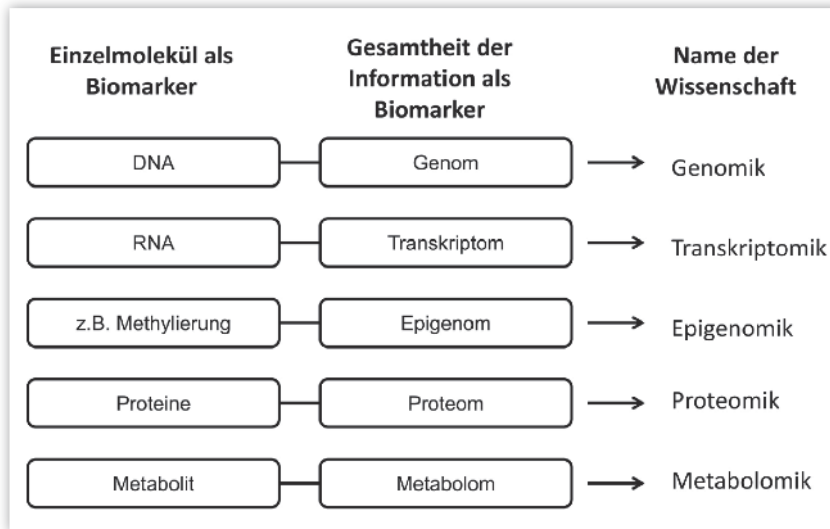 Einzelmolekül als
Biomarker
Gesamtheit der
Information als
Biomarker
Name der
Wissenschaft
DNA
Genom
Genomik
RNA
Transkriptom
Transkriptomik
z.B. Methylierung
Epigenom
Epigenomik
Proteine
Proteom
Proteomik
Metabolit
Metabolom
Metabolomik